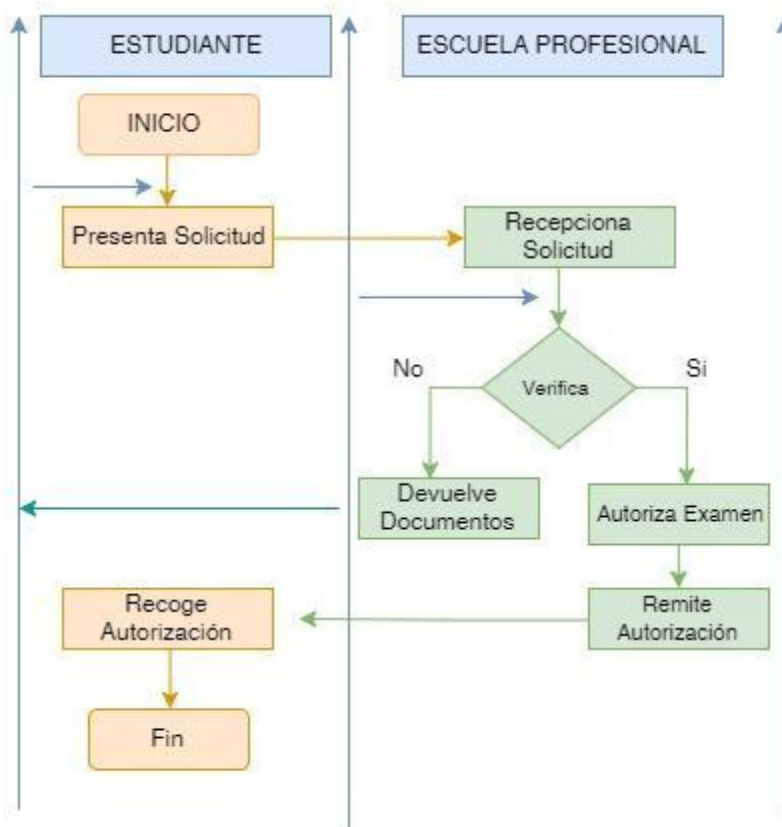 ESTUDIANTE
ESCUELA PROFESIONAL
INICIO
Presenta Solicitud
Recepciona
Solicitud
No
Si
Verifica
Devuelve
Documentos
Autoriza Examen
Recoge
Autorización
Remite
Autorización
Fin